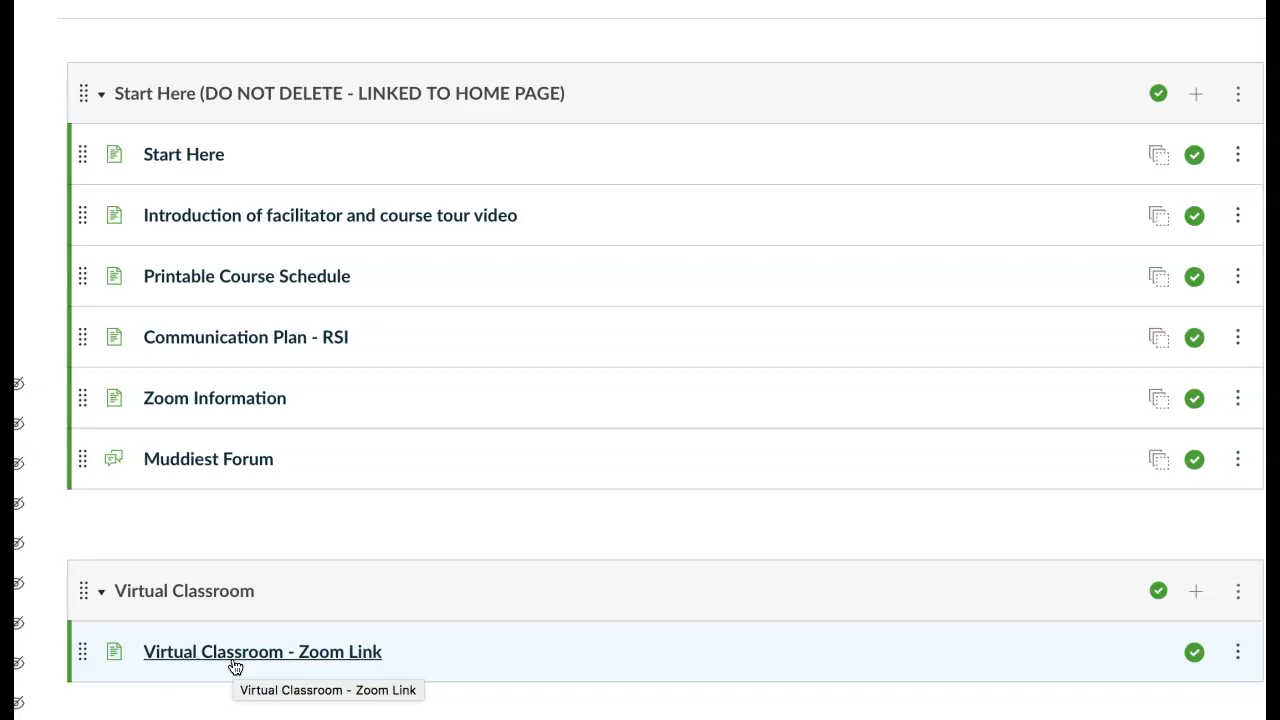 Start Here (DO NOT DELETE - LINKED TO HOME PAGE)
Start Here
Introduction of facilitator and course tour video
Printable Course Schedule
Communication Plan - RSI
Zoom Information
Muddiest Forum
Virtual Classroom
Virtual Classroom - Zoom Link
Virtual Classroom - Zoom Link